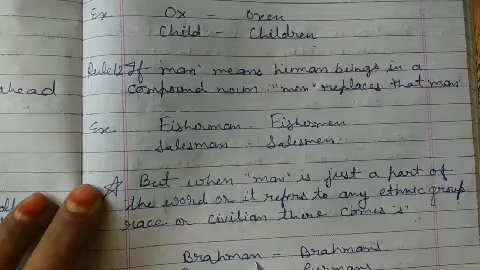 Ex Ox - Oxen
Child - Children
Rule 12 If "man" means human beings in a
compound noun "men" replaces that man
Ex Fisherman - Fishermen
Salesman - Salesmen
But when "man" is just a part of
the word or it refers to any ethnic group
race or civilian there comes 's'
Brahman = Brahmans
rhead